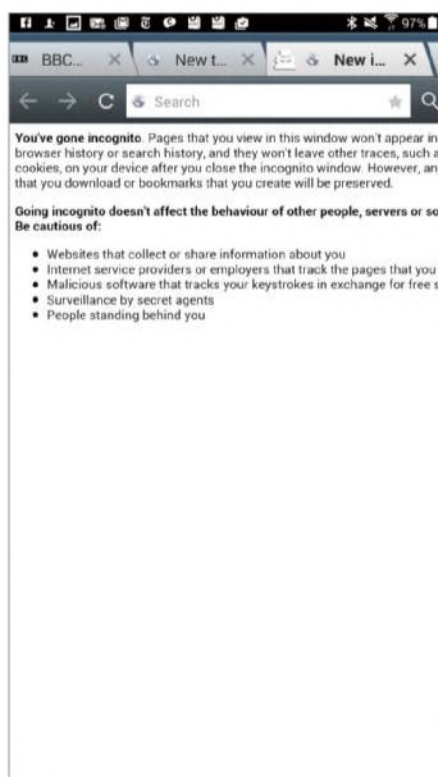 97%
BBC... New t... New i...
Search
You've gone incognito. Pages that you view in this window won't appear in
browser history or search history, and they won't leave other traces, such a
cookies, on your device after you close the incognito window. However, an
that you download or bookmarks that you create will be preserved.
Going incognito doesn't affect the behaviour of other people, servers or so
Be cautious of:
Websites that collect or share information about you
Internet service providers or employers that track the pages that you
Malicious software that tracks your keystrokes in exchange for free s
Surveillance by secret agents
People standing behind you